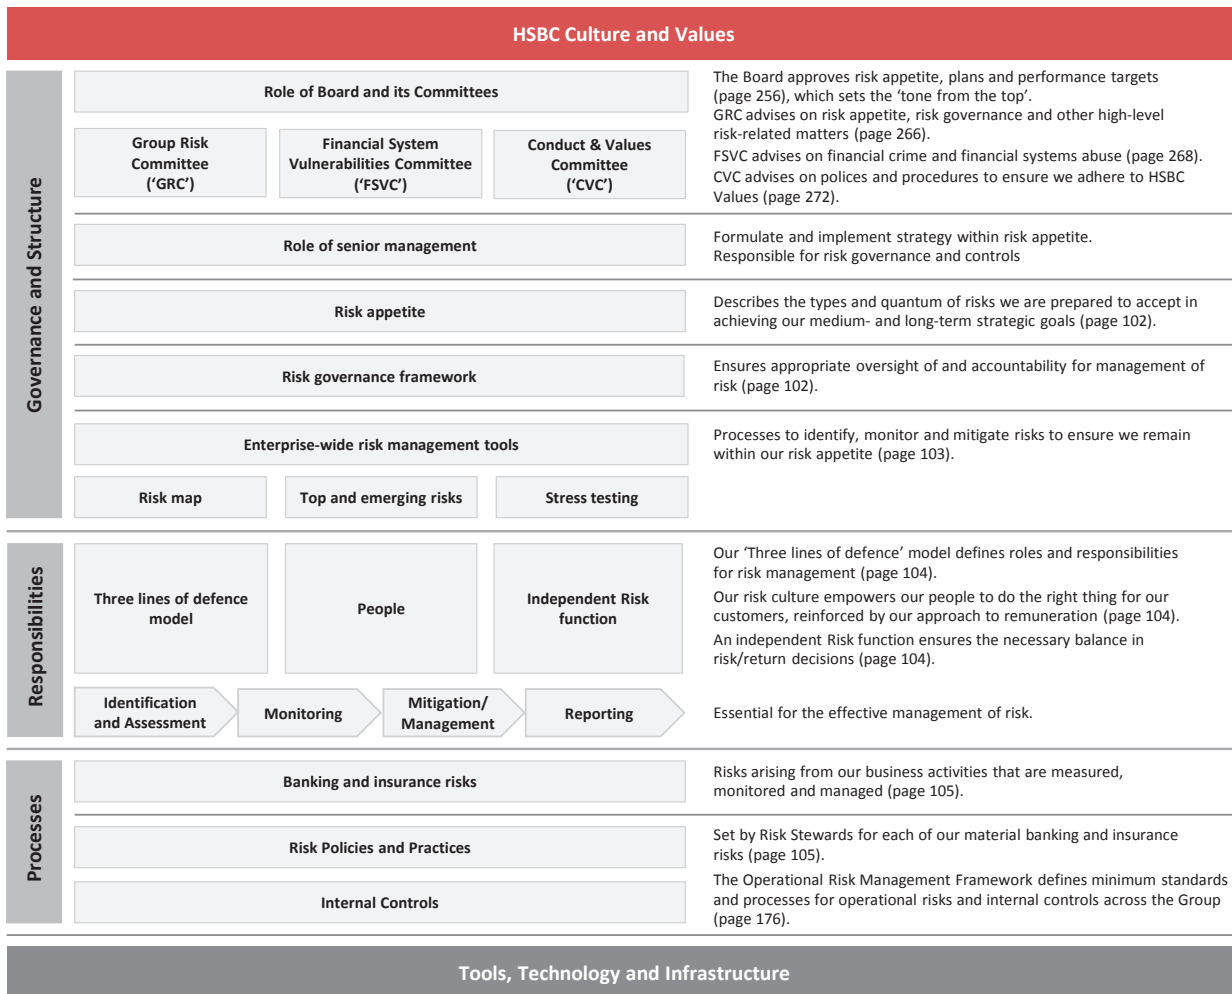 HSBC Culture and Values
Governance and Structure
Role of Board and its Committees
Group Risk
Committee
(‘GRC’)
Financial System
Vulnerabilities Committee
(‘FSVC’)
Conduct & Values
Committee
(‘CVC’)
The Board approves risk appetite, plans and performance targets
(page 256), which sets the ‘tone from the top’.
GRC advises on risk appetite, risk governance and other high-level
risk-related matters (page 266).
FSVC advises on financial crime and financial systems abuse (page 268).
CVC advises on polices and procedures to ensure we adhere to HSBC
Values (page 272).
Role of senior management
Formulate and implement strategy within risk appetite.
Responsible for risk governance and controls
Risk appetite
Describes the types and quantum of risks we are prepared to accept in
achieving our medium- and long-term strategic goals (page 102).
Risk governance framework
Ensures appropriate oversight of and accountability for management of
risk (page 102).
Enterprise-wide risk management tools
Risk map
Top and emerging risks
Stress testing
Processes to identify, monitor and mitigate risks to ensure we remain
within our risk appetite (page 103).
Responsibilities
Three lines of defence
model
People
Independent Risk
function
Our ‘Three lines of defence’ model defines roles and responsibilities
for risk management (page 104).
Our risk culture empowers our people to do the right thing for our
customers, reinforced by our approach to remuneration (page 104).
An independent Risk function ensures the necessary balance in
risk/return decisions (page 104).
Identification
and Assessment
Monitoring
Mitigation/
Management
Reporting
Essential for the effective management of risk.
Processes
Banking and insurance risks
Risks arising from our business activities that are measured,
monitored and managed (page 105).
Risk Policies and Practices
Set by Risk Stewards for each of our material banking and insurance
risks (page 105).
Internal Controls
The Operational Risk Management Framework defines minimum standards
and processes for operational risks and internal controls across the Group
(page 176).
Tools, Technology and Infrastructure